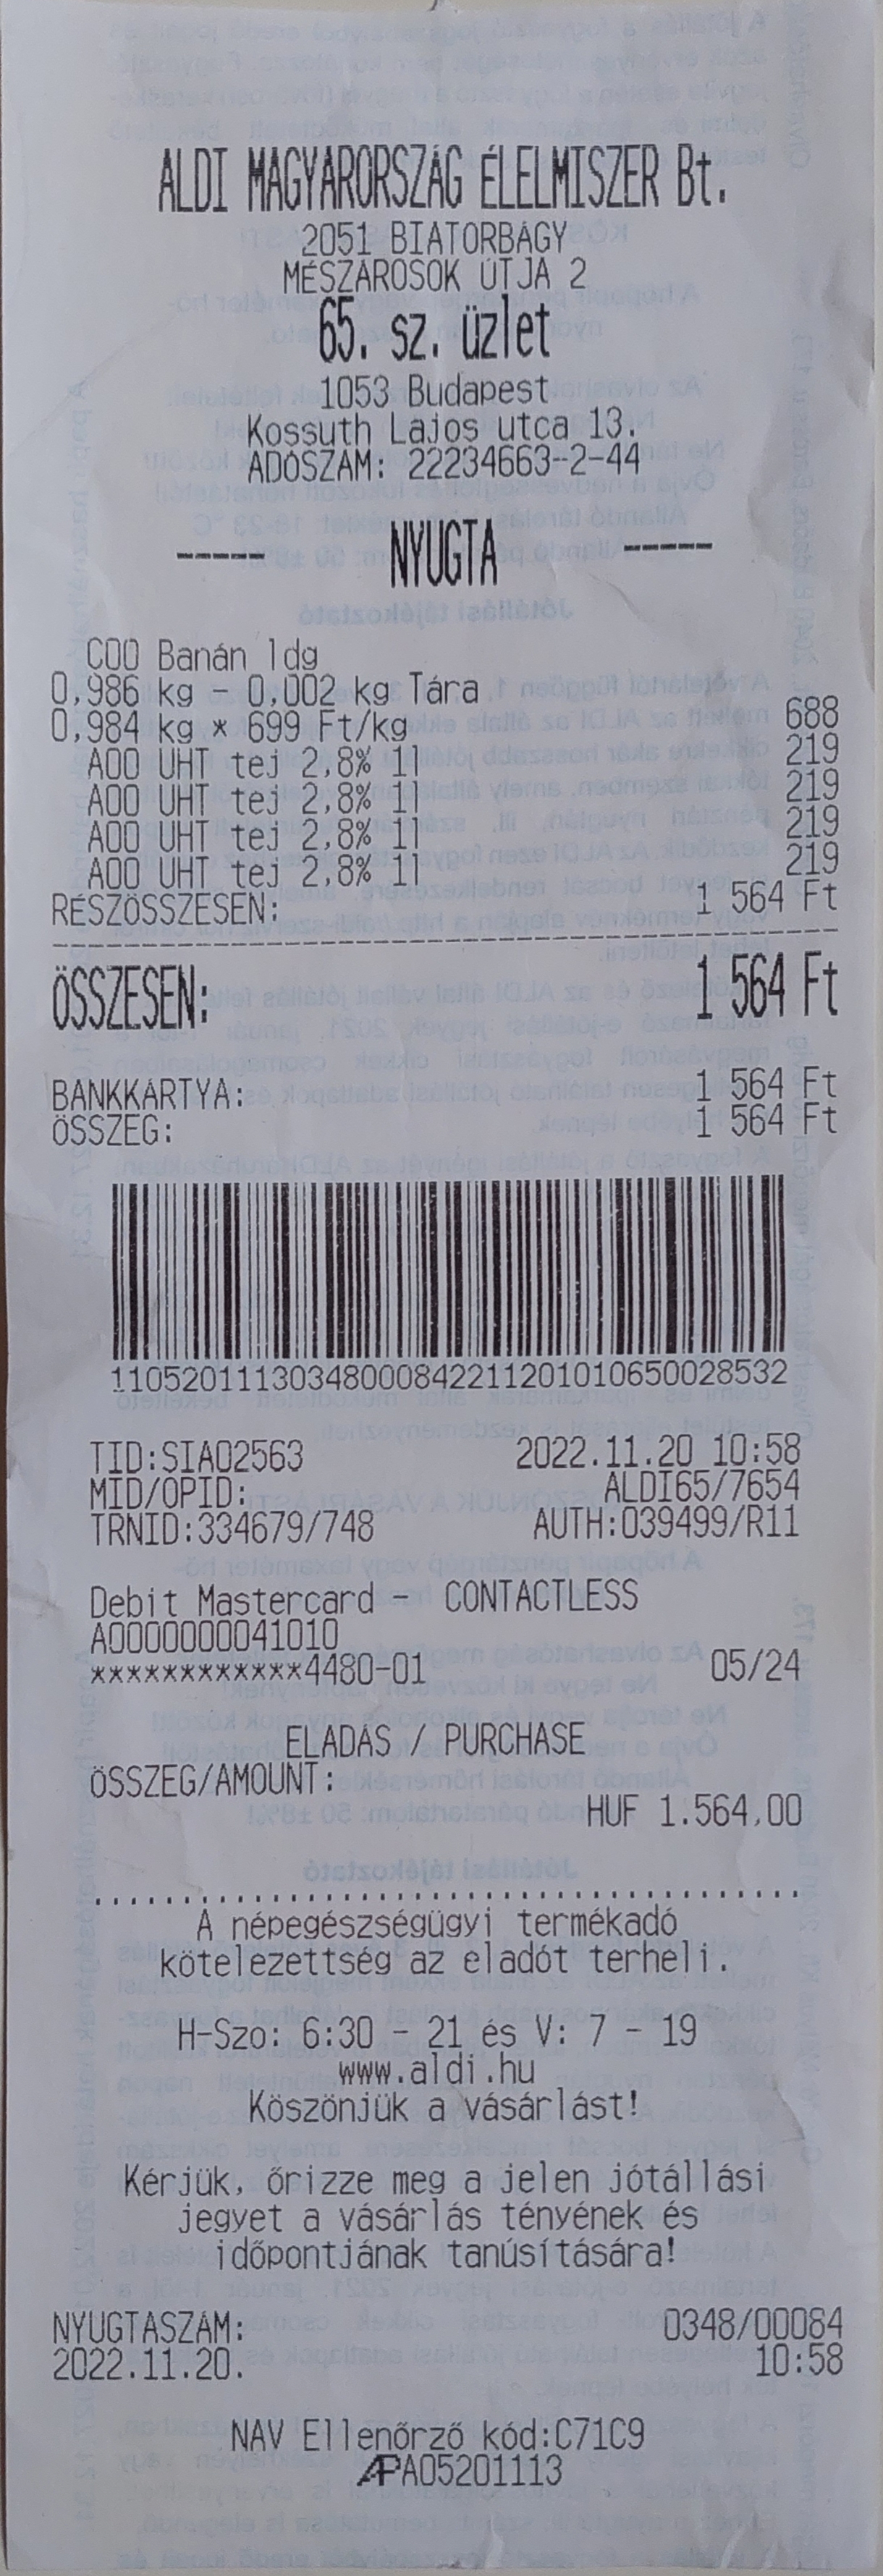 ALDI MAGYARORSZÁG ÉLELMISZER Bt.
2051 BIATORBÁGY
MÉSZÁROSOK ÚTJA 2
65. sz. üzlet
1053 Budapest
Kossuth Lajos utca 13.
ADÓSZÁM: 22234663-2-44
----- NYUGTA -----
C00 Banán ldg
0,986 kg - 0,002 kg Tára
0,984 kg * 699 Ft/kg 688
A00 UHT tej 2,8% 1l 219
A00 UHT tej 2,8% 1l 219
A00 UHT tej 2,8% 1l 219
A00 UHT tej 2,8% 1l 219
RÉSZÖSSZESEN: 1 564 Ft
ÖSSZESEN: 1 564 Ft
BANKKÁRTYA: 1 564 Ft
ÖSSZEG: 1 564 Ft
11052011130348000842211201010650028532
TID:SIA02563 2022.11.20 10:58
MID/OPID: ALDI65/7654
TRNID:334679/748 AUTH:039499/R11
Debit Mastercard - CONTACTLESS
A0000000041010
************4480-01 05/24
ELADÁS / PURCHASE
ÖSSZEG/AMOUNT:
HUF 1.564,00
A népegészségügyi termékadó
kötelezettség az eladót terheli.
H-Szo: 6:30 - 21 és V: 7 - 19
www.aldi.hu
Köszönjük a vásárlást!
Kérjük, őrizze meg a jelen jótállási
jegyet a vásárlás tényének és
időpontjának tanúsítására!
NYUGTASZÁM: 0348/00084
2022.11.20. 10:58
NAV Ellenőrző kód:C71C9
APA05201113